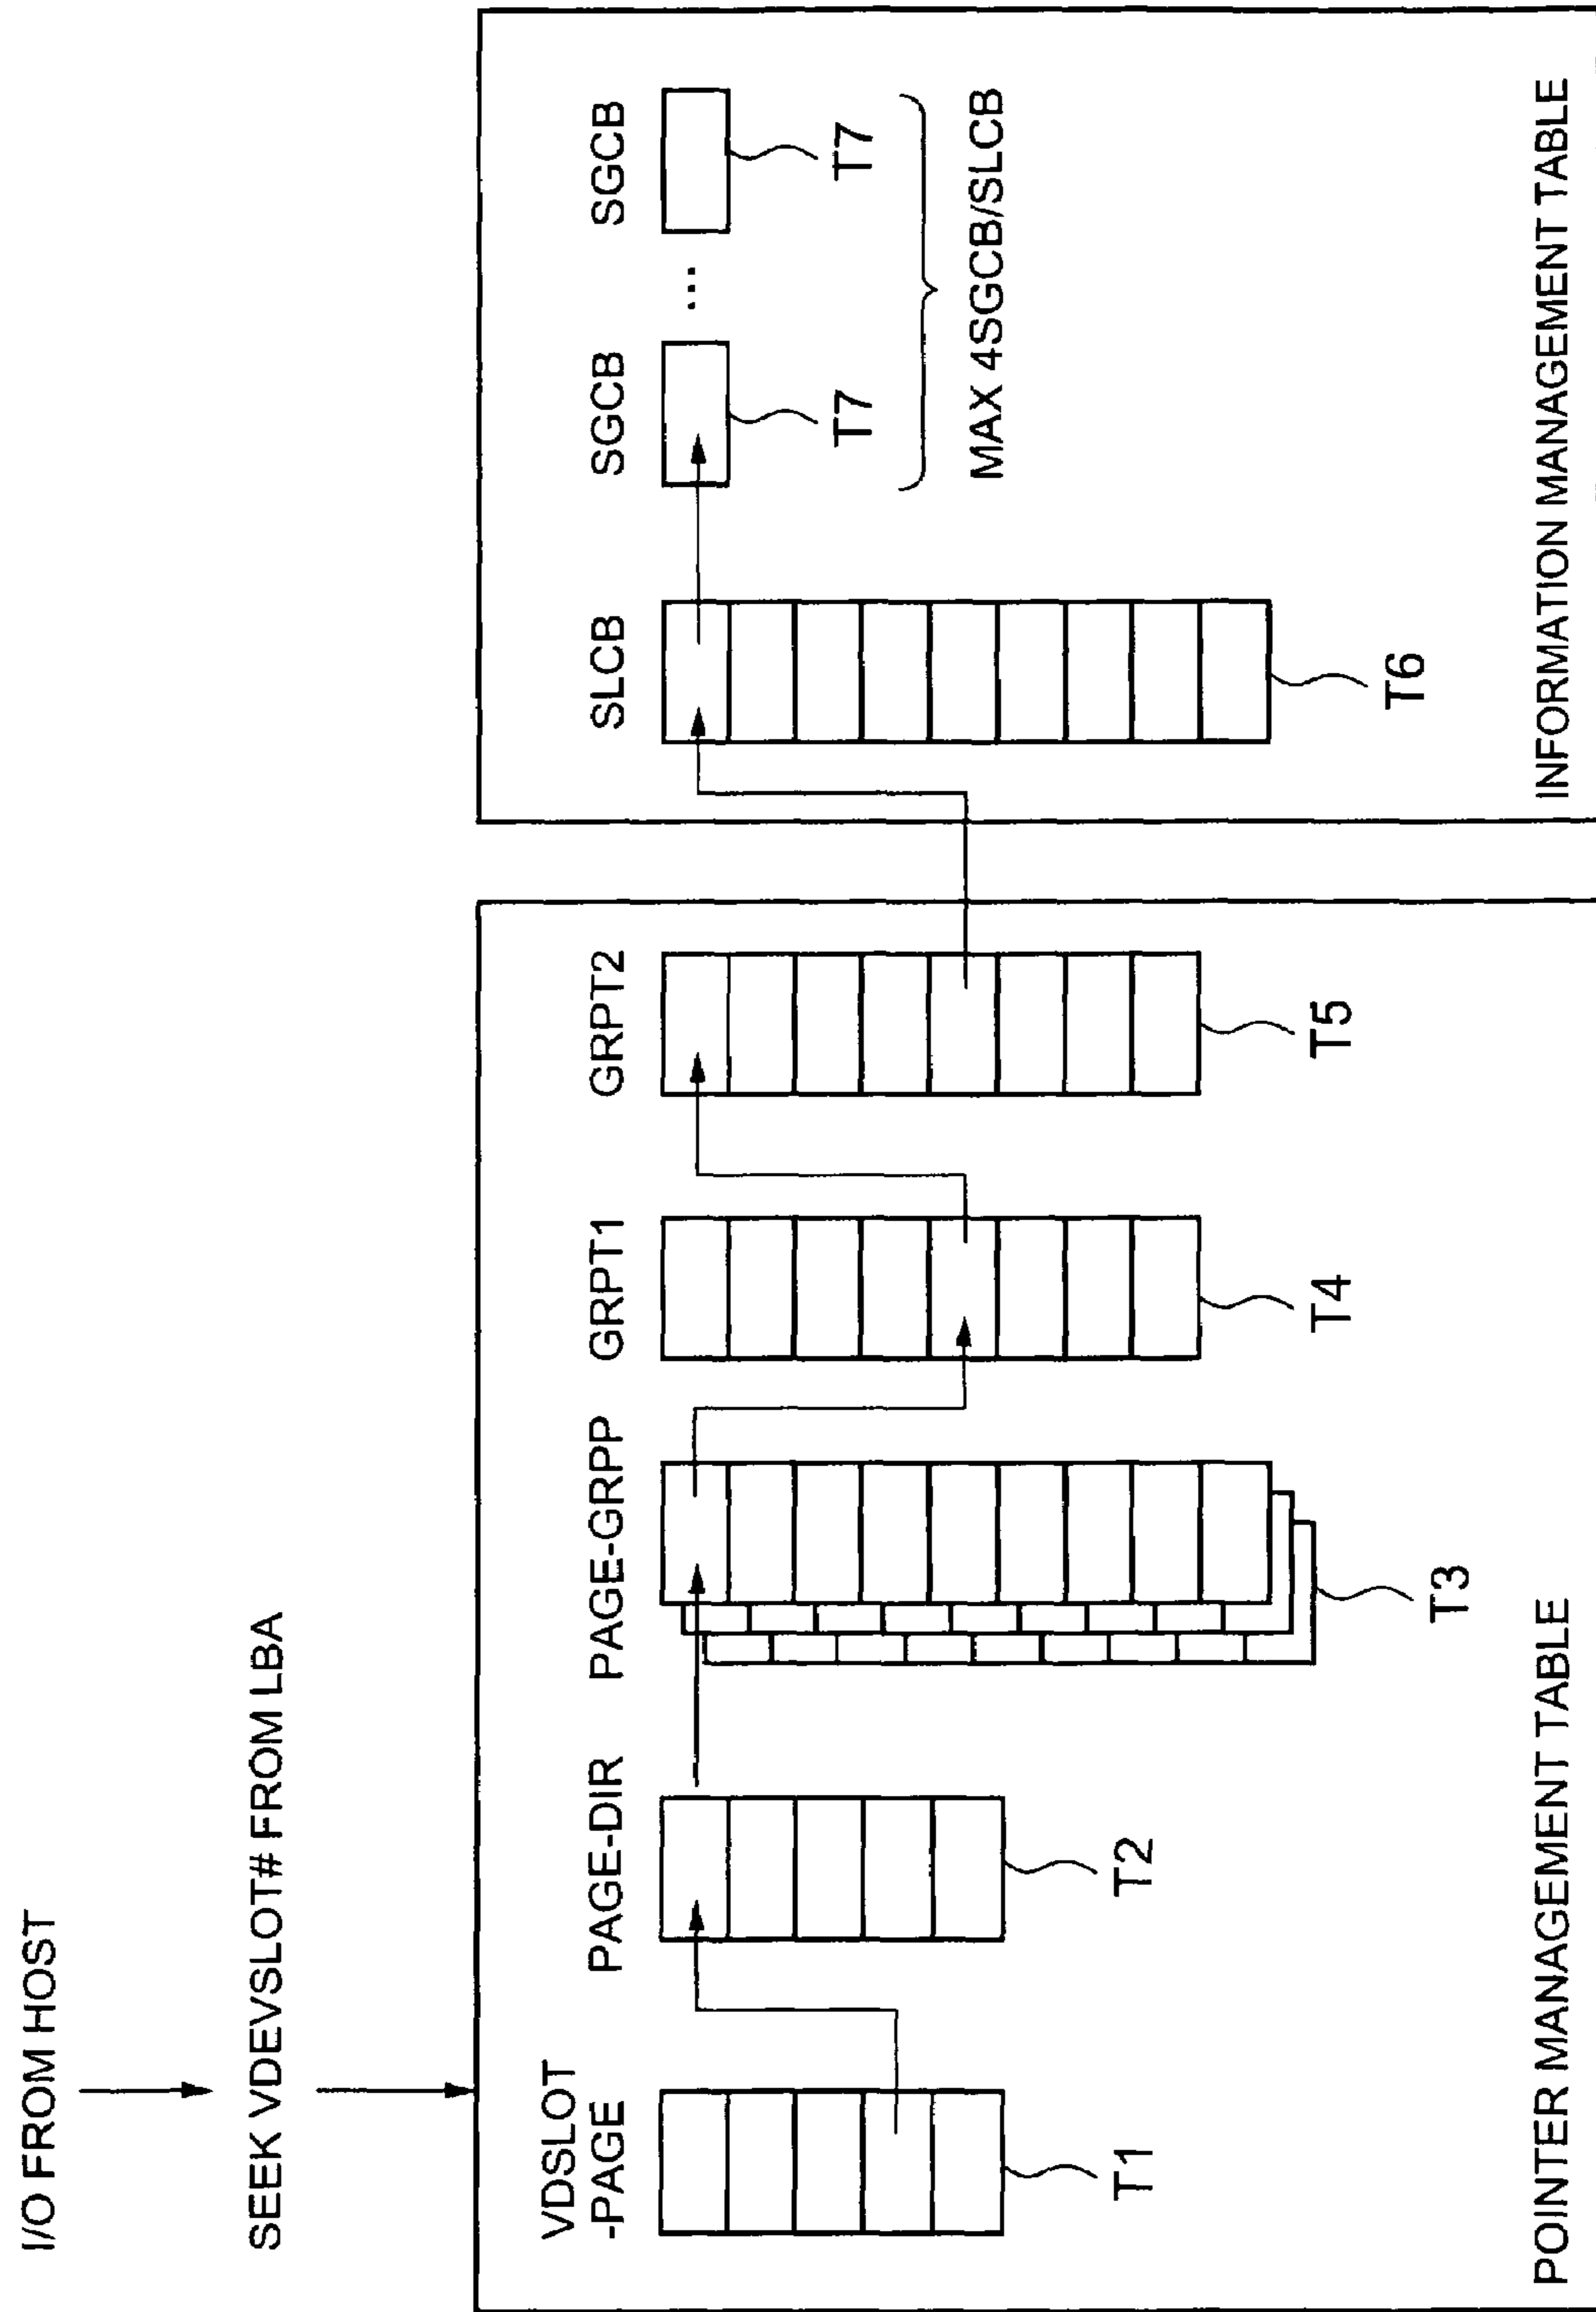 I/O FROM HOST
SEEK VDEVSLOT# FROM LBA
VDSLOT
-PAGE
PAGE-DIR
PAGE-GRPP
GRPT1
GRPT2
SLCB
SGCB
...
SGCB
T1
T2
T3
T4
T5
T6
T7
T7
MAX 4SGCB/SLCB
POINTER MANAGEMENT TABLE
INFORMATION MANAGEMENT TABLE